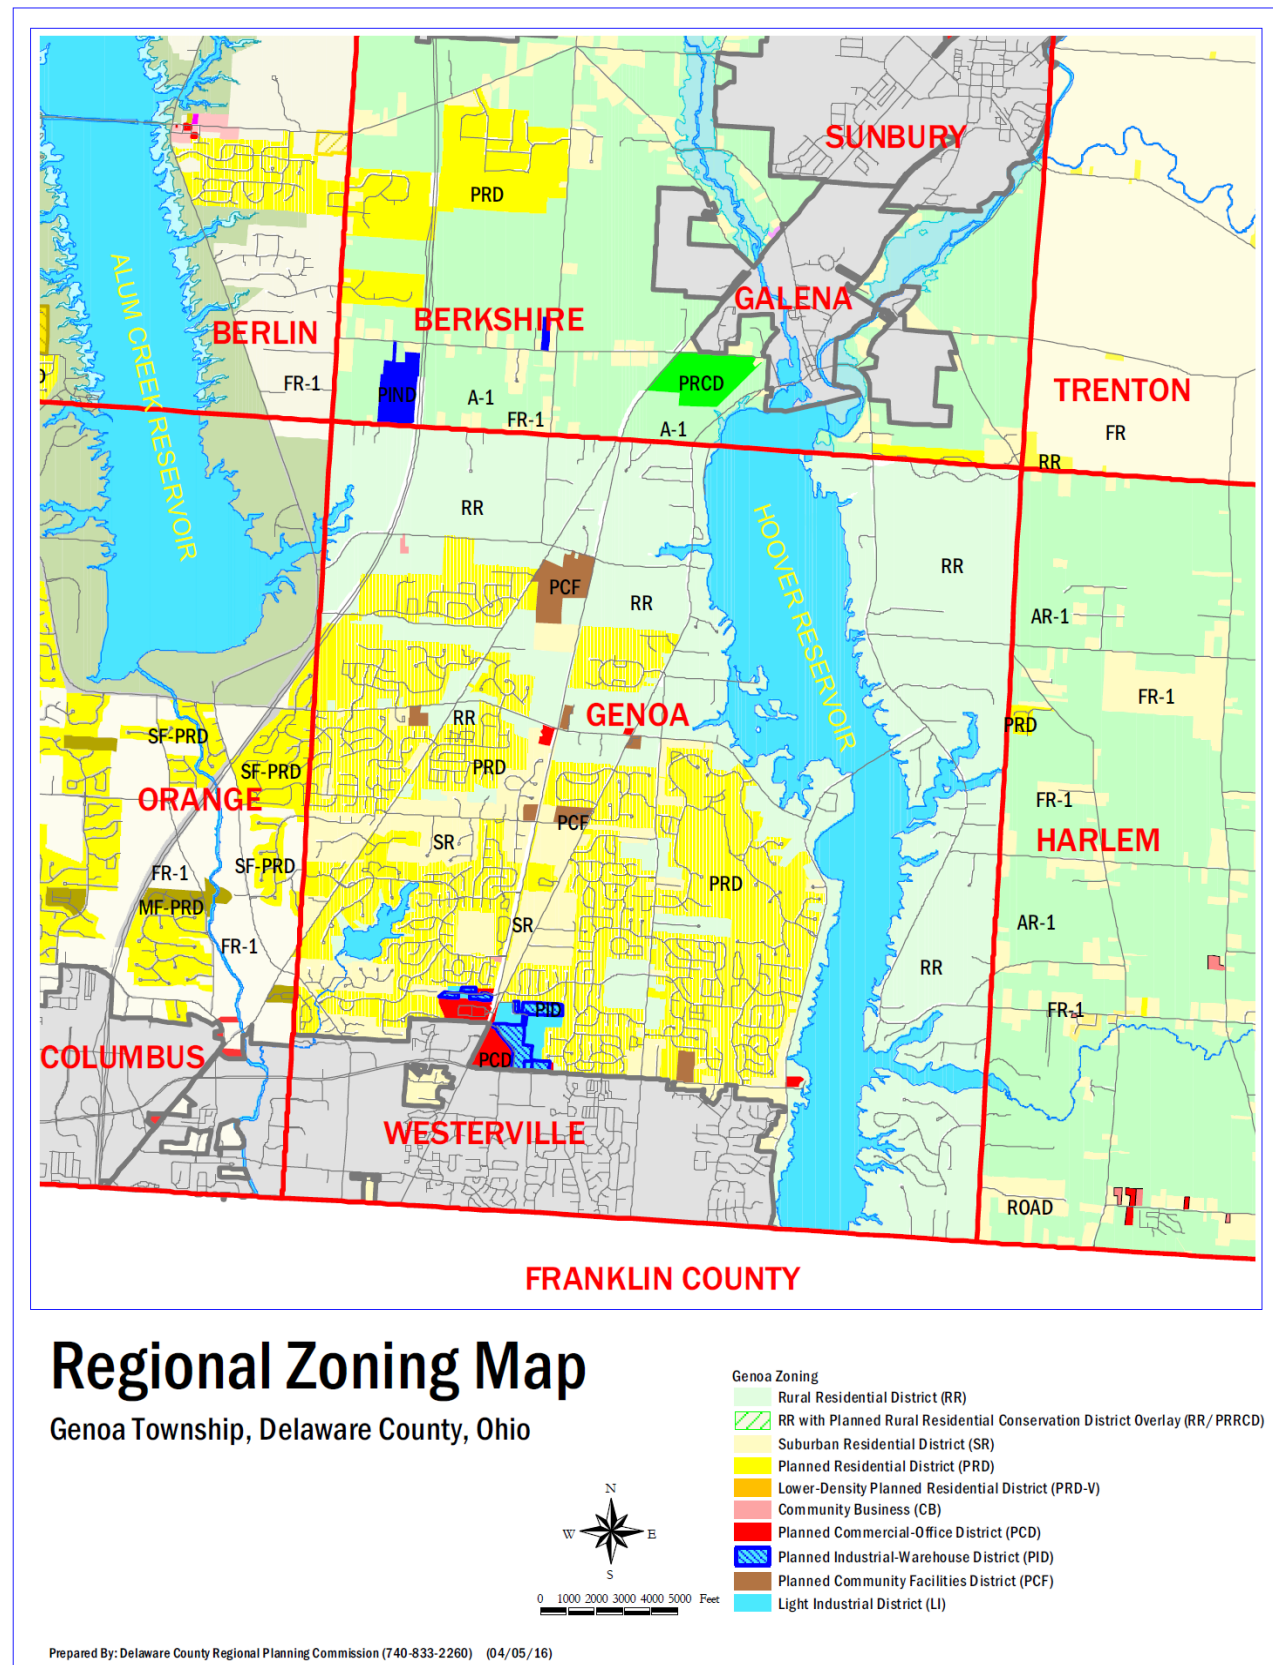 SUNBURY
PRD
ALUM CREEK RESERVOIR
GALENA
BERKSHIRE
BERLIN
FR-1
PIND
A-1
PRCD
TRENTON
FR-1
A-1
FR
RR
RR
HOOVER RESERVOIR
RR
PCF
RR
AR-1
FR-1
RR
GENOA
PRD
SF-PRD
PRD
SF-PRD
ORANGE
FR-1
PCF
SR
HARLEM
SF-PRD
FR-1
PRD
MF-PRD
SR
AR-1
FR-1
RR
PID
FR-1
COLUMBUS
PCD
WESTERVILLE
ROAD
FRANKLIN COUNTY
Regional Zoning Map
Genoa Township, Delaware County, Ohio
Genoa Zoning
Rural Residential District (RR)
RR with Planned Rural Residential Conservation District Overlay (RR/PRRCD)
Suburban Residential District (SR)
Planned Residential District (PRD)
Lower-Density Planned Residential District (PRD-V)
Community Business (CB)
Planned Commercial-Office District (PCD)
Planned Industrial-Warehouse District (PID)
Planned Community Facilities District (PCF)
Light Industrial District (LI)
N
W E
S
0 1000 2000 3000 4000 5000 Feet
Prepared By: Delaware County Regional Planning Commission (740-833-2260) (04/05/16)